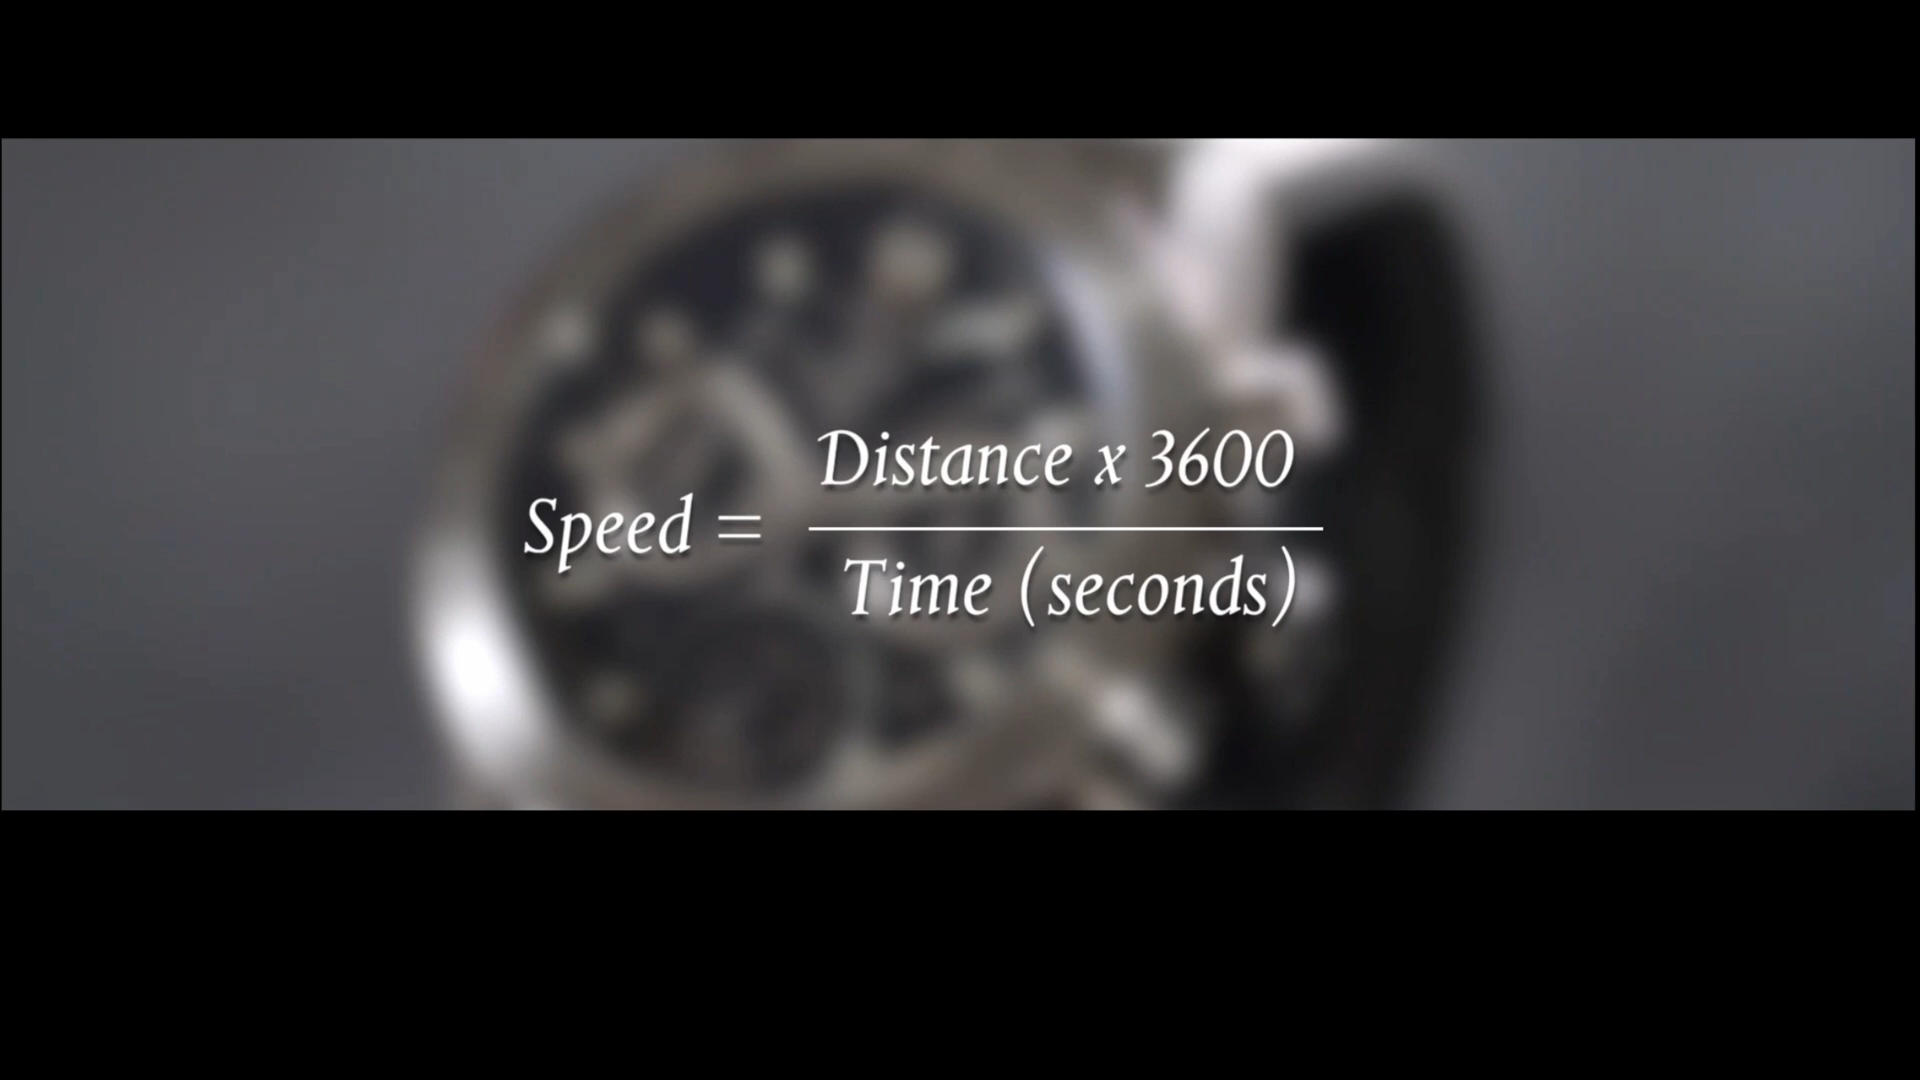 Distance x 3600
Speed =
Time (seconds)